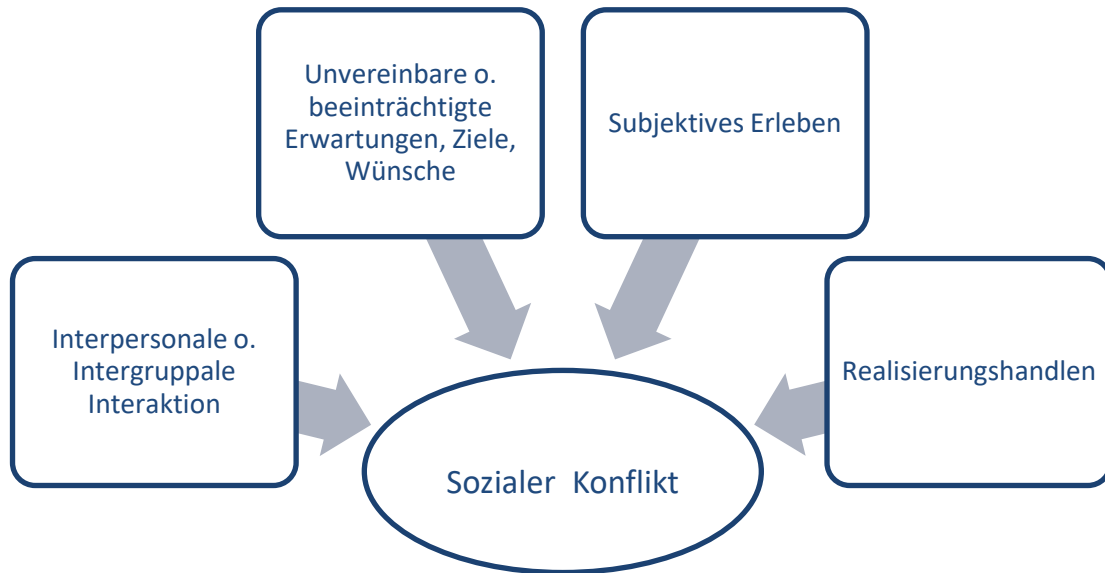 Unvereinbare o.
beeinträchtigte
Erwartungen, Ziele,
Wünsche
Subjektives Erleben
Interpersonale o.
Intergruppale
Interaktion
Realisierungshandlen
Sozialer Konflikt